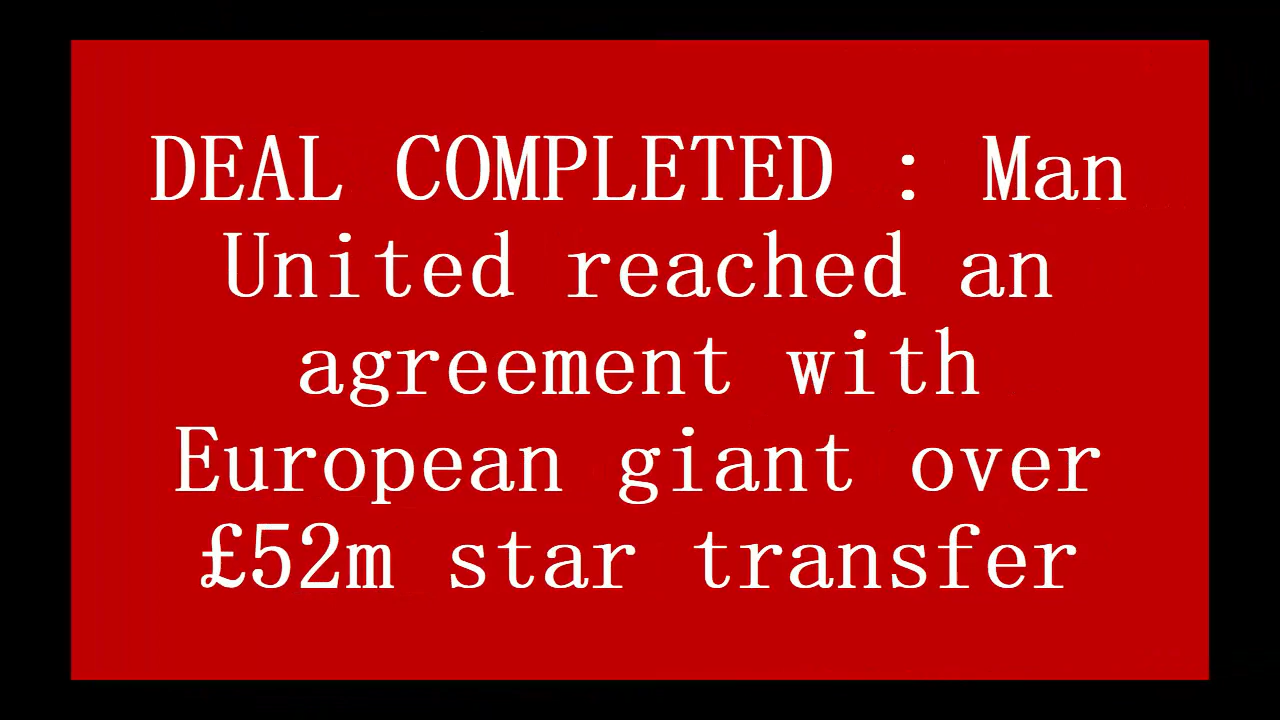 DEAL COMPLETED : Man
United reached an
agreement with
European giant over
£52m star transfer